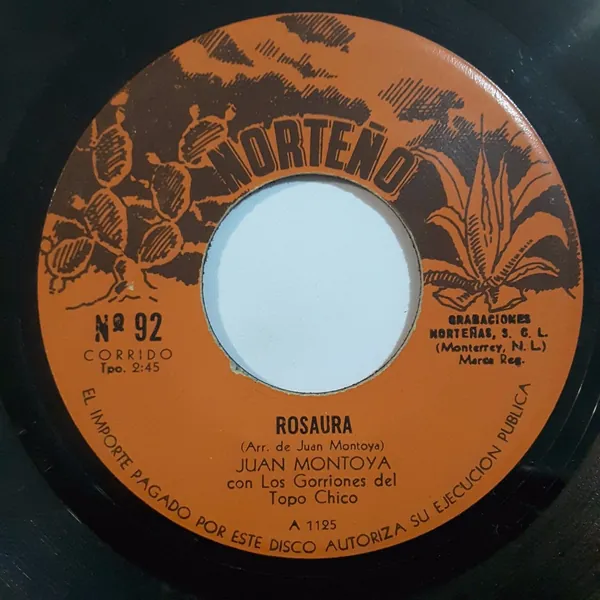 NORTEÑO
Nº 92
CORRIDO
Tpo. 2:45
GRABACIONES
NORTEÑAS, S. C. L.
(Monterrey, N. L.)
Marca Reg.
ROSAURA
(Arr. de Juan Montoya)
JUAN MONTOYA
con Los Gorriones del
Topo Chico
A 1125
EL IMPORTE PAGADO POR ESTE DISCO AUTORIZA SU EJECUCION PUBLICA